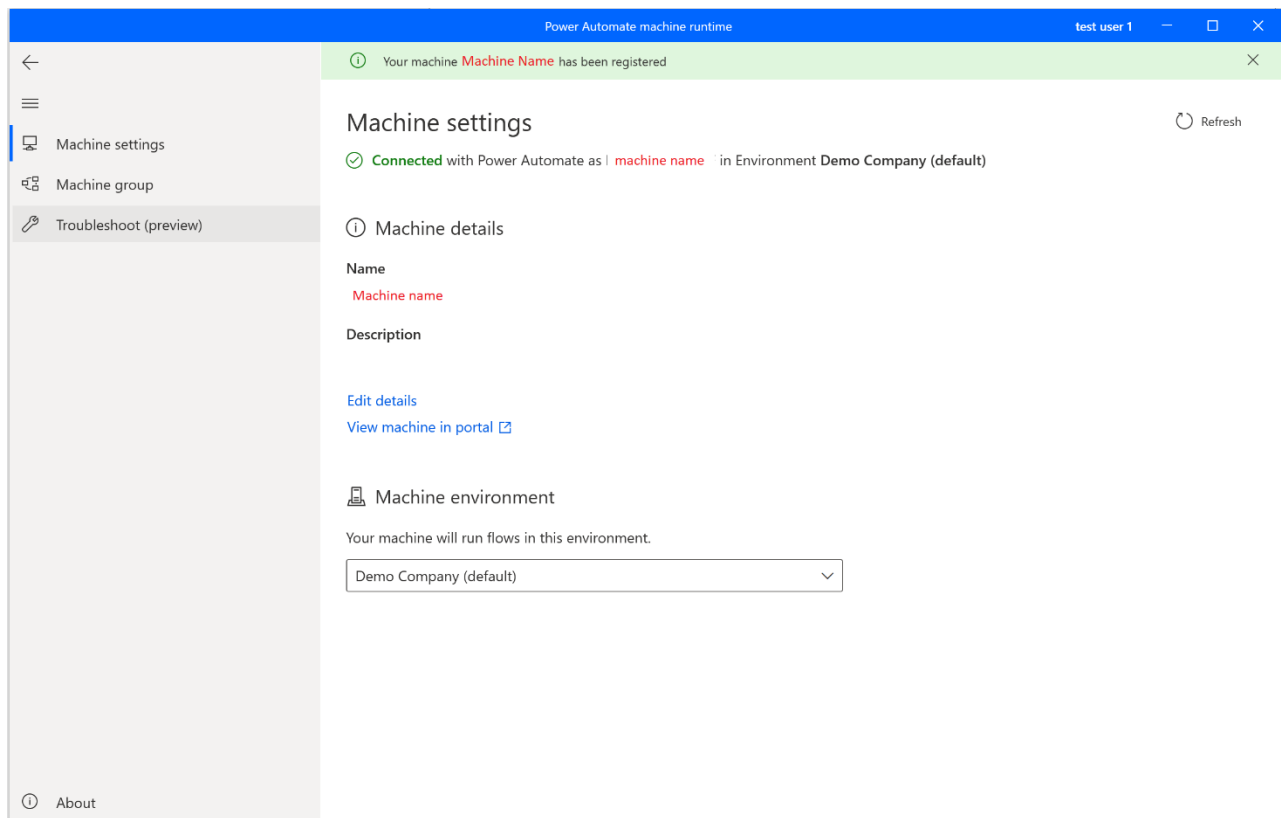 Power Automate machine runtime
test user 1
Your machine Machine Name has been registered
Machine settings
Machine group
Troubleshoot (preview)
About
Machine settings
Refresh
Connected with Power Automate as machine name in Environment Demo Company (default)
Machine details
Name
Machine name
Description
Edit details
View machine in portal
Machine environment
Your machine will run flows in this environment.
Demo Company (default)